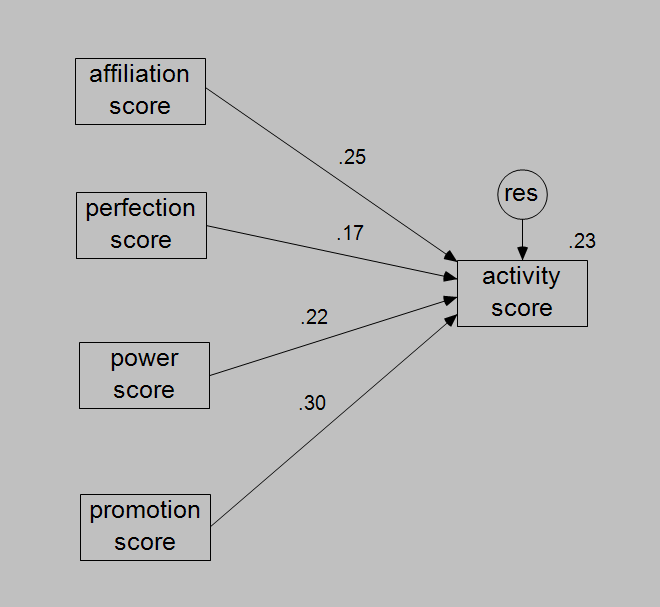 affiliation
score
.25
res
perfection
score
.17
.23
activity
score
.22
power
score
.30
promotion
score